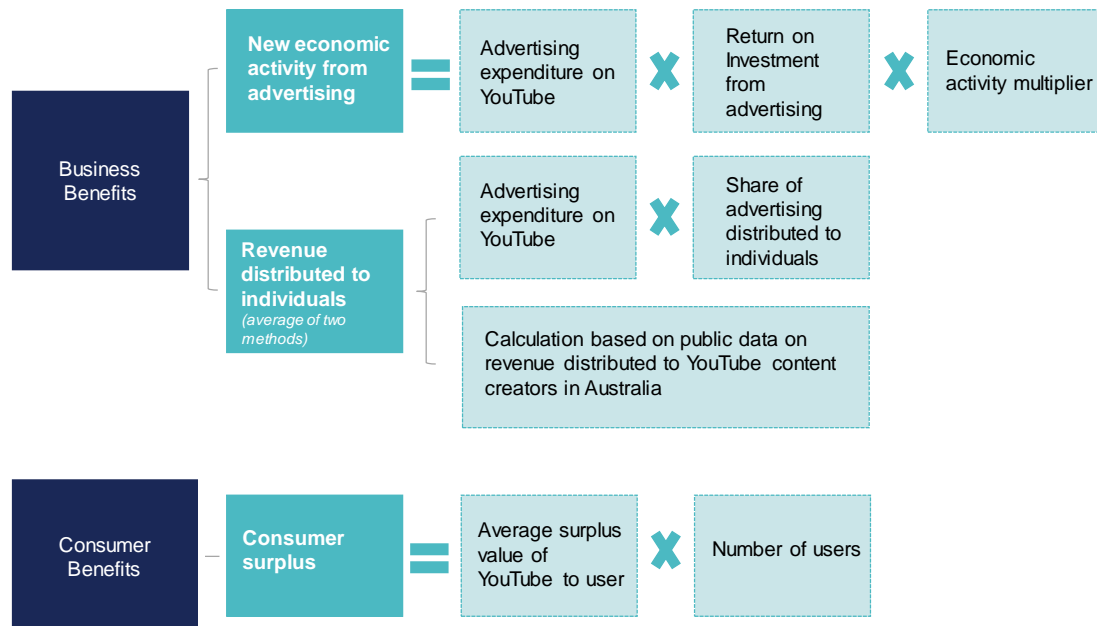 Business
Benefits
New economic
activity from
advertising
Advertising
expenditure on
YouTube
Return on
Investment
from
advertising
Economic
activity multiplier
Revenue
distributed to
individuals
(average of two
methods)
Advertising
expenditure on
YouTube
Share of
advertising
distributed to
individuals
Calculation based on public data on
revenue distributed to YouTube content
creators in Australia
Consumer
Benefits
Consumer
surplus
Average surplus
value of
YouTube to user
Number of users